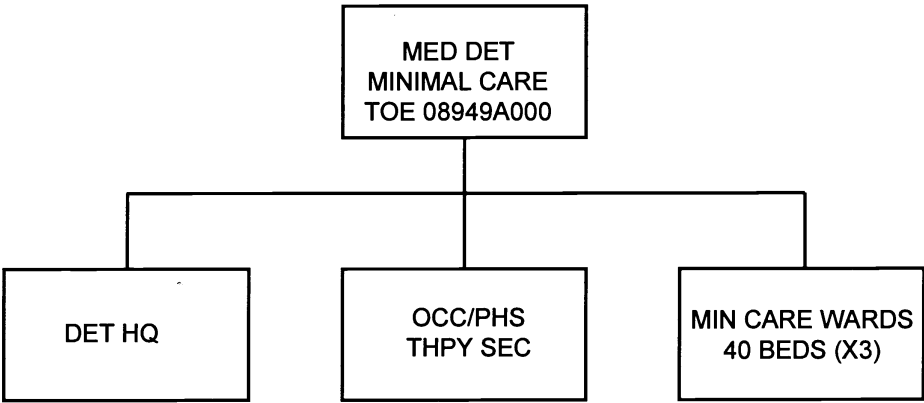 MED DET
MINIMAL CARE
TOE 08949A000
DET HQ
OCC/PHS
THPY SEC
MIN CARE WARDS
40 BEDS (X3)